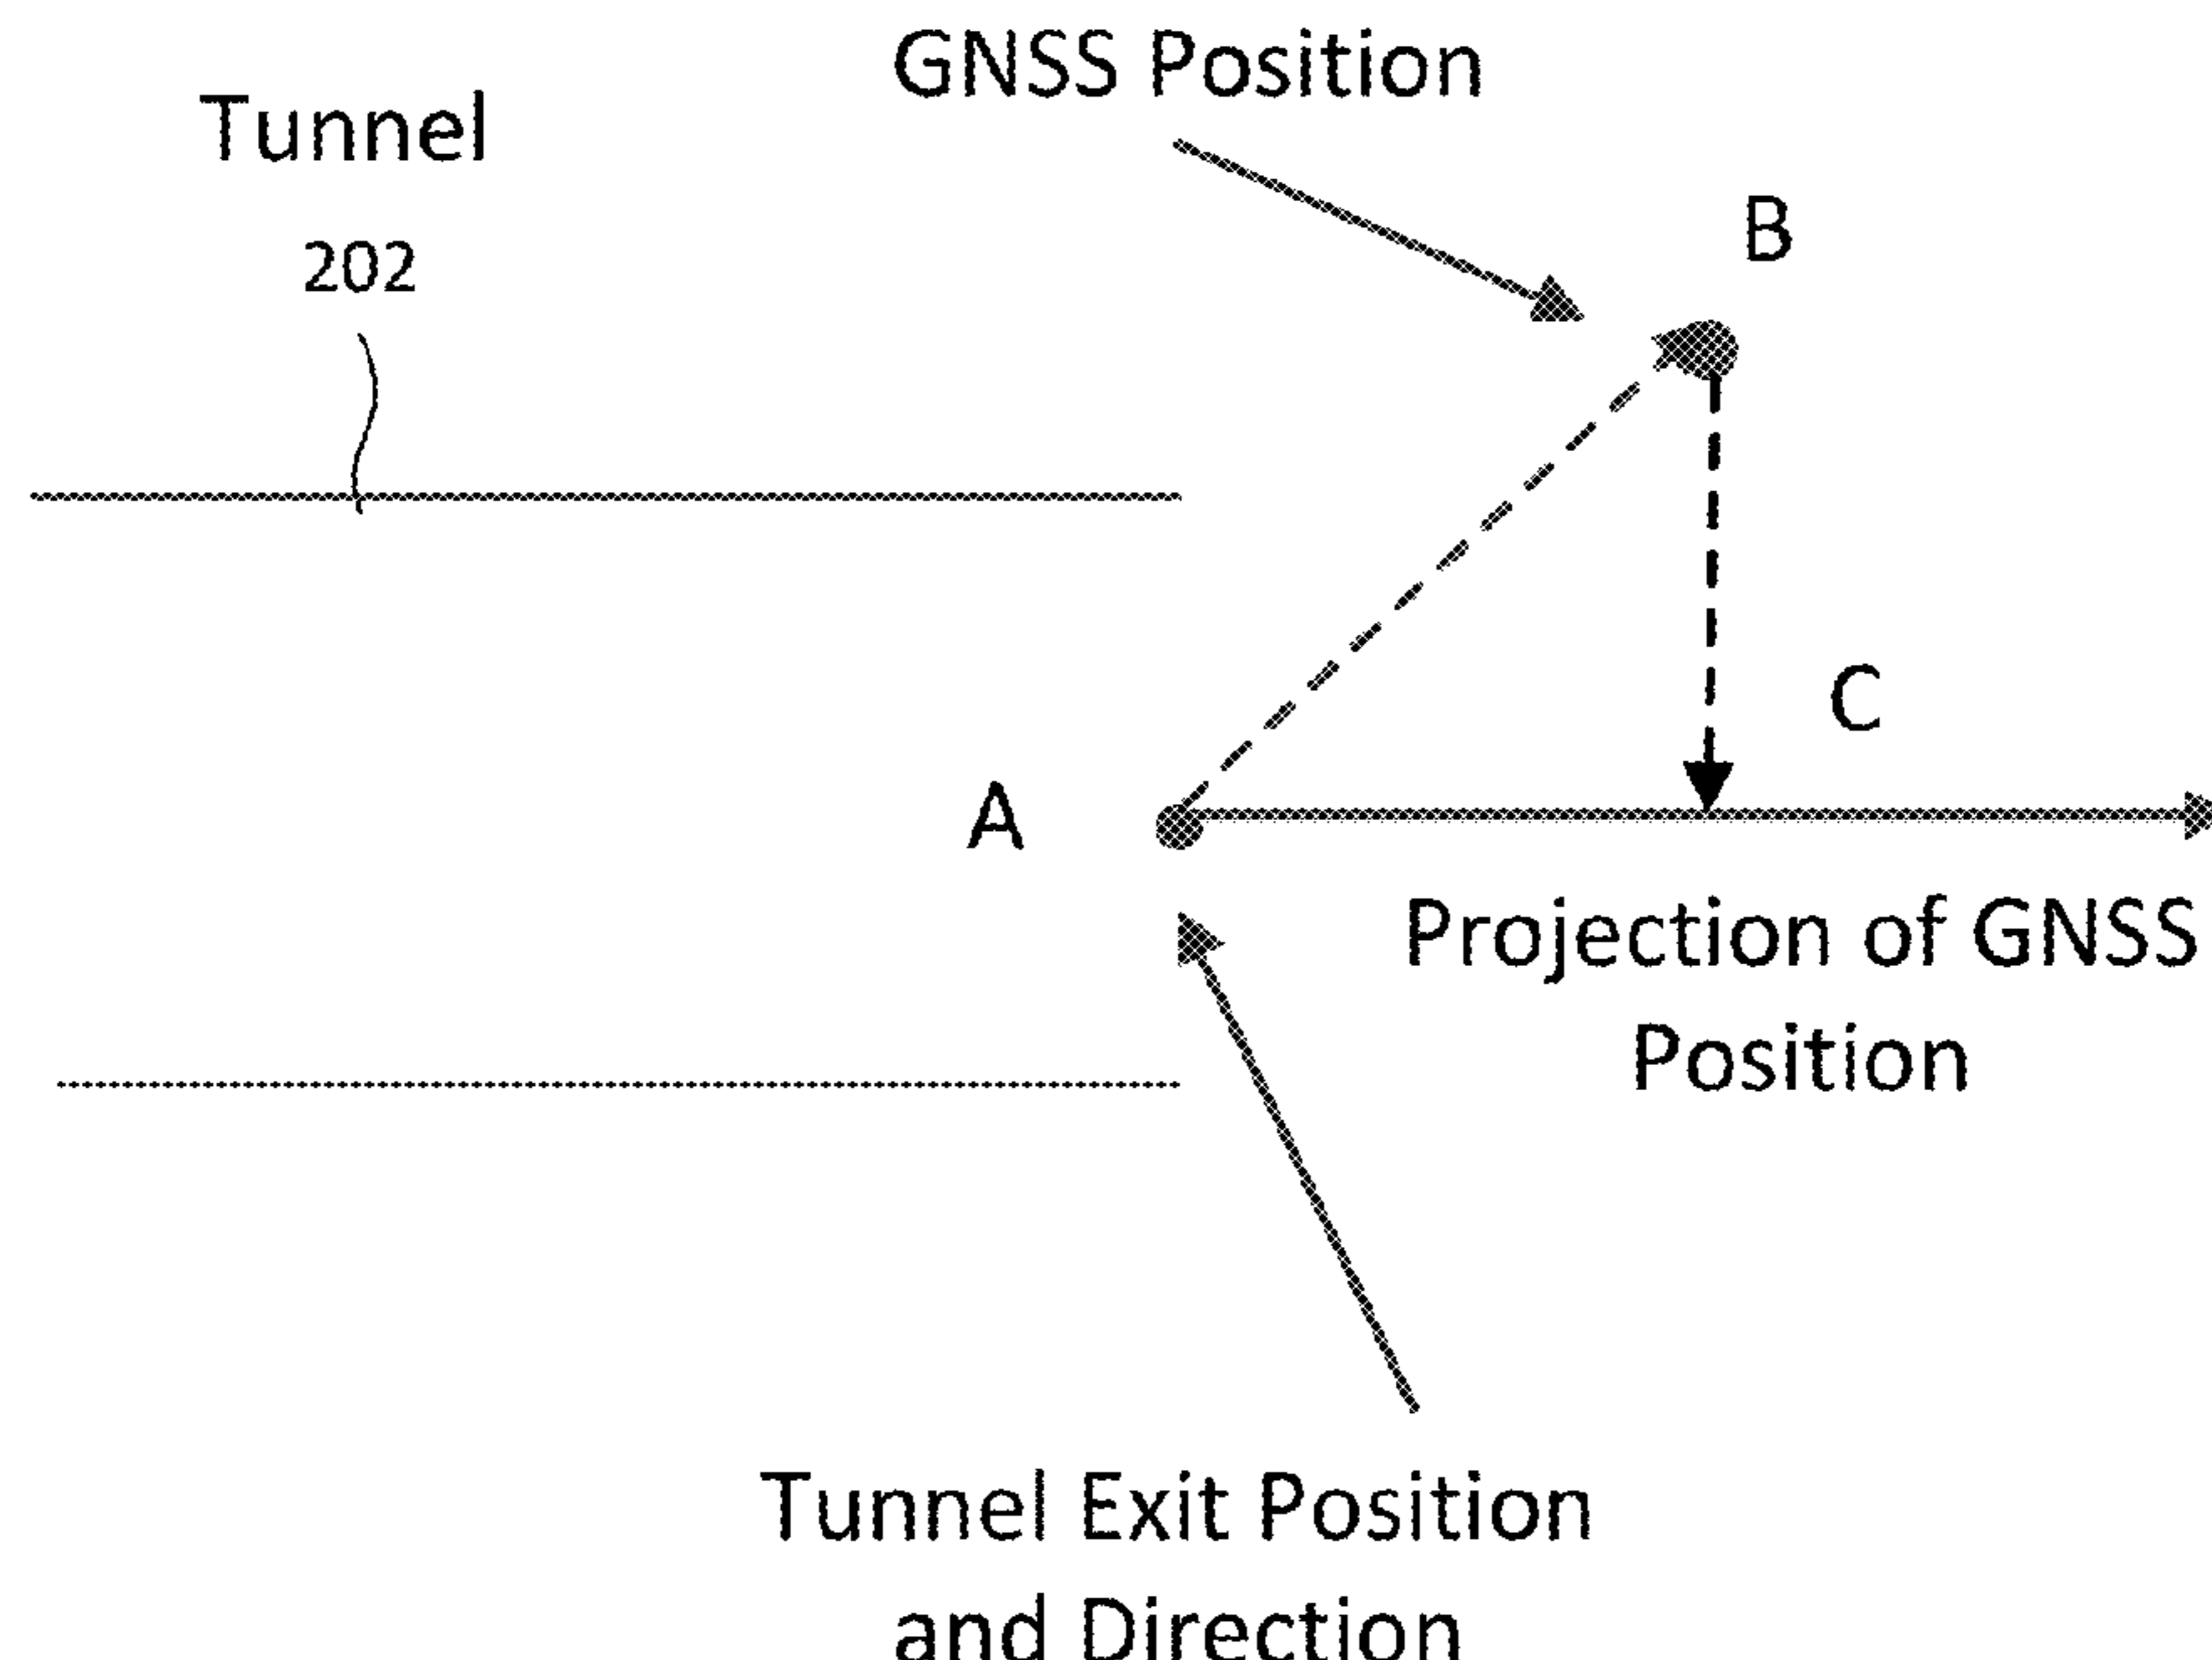 GNSS Position
Tunnel
202
B
C
A
Projection of GNSS
Position
Tunnel Exit Position
and Direction